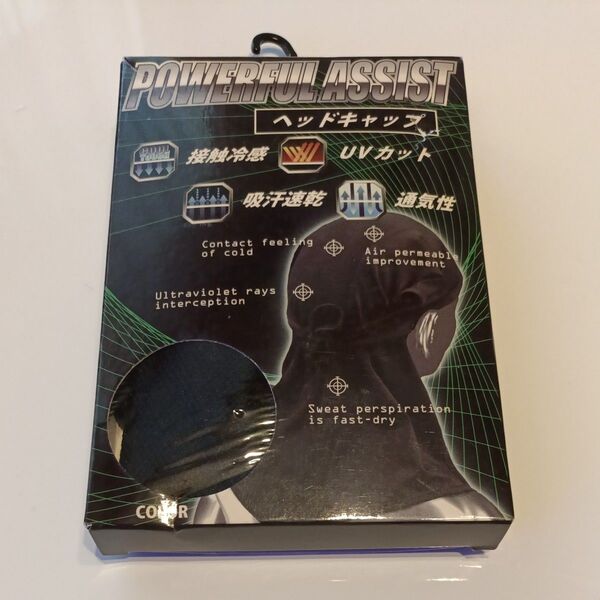 POWERFUL ASSIST
ヘッドキャップ
COOL
TOUCH
接触冷感
UVカット
吸汗速乾
通気性
Contact feeling
of cold
Air permeable
improvement
Ultraviolet rays
interception
Sweat perspiration
is fast-dry
COLOR